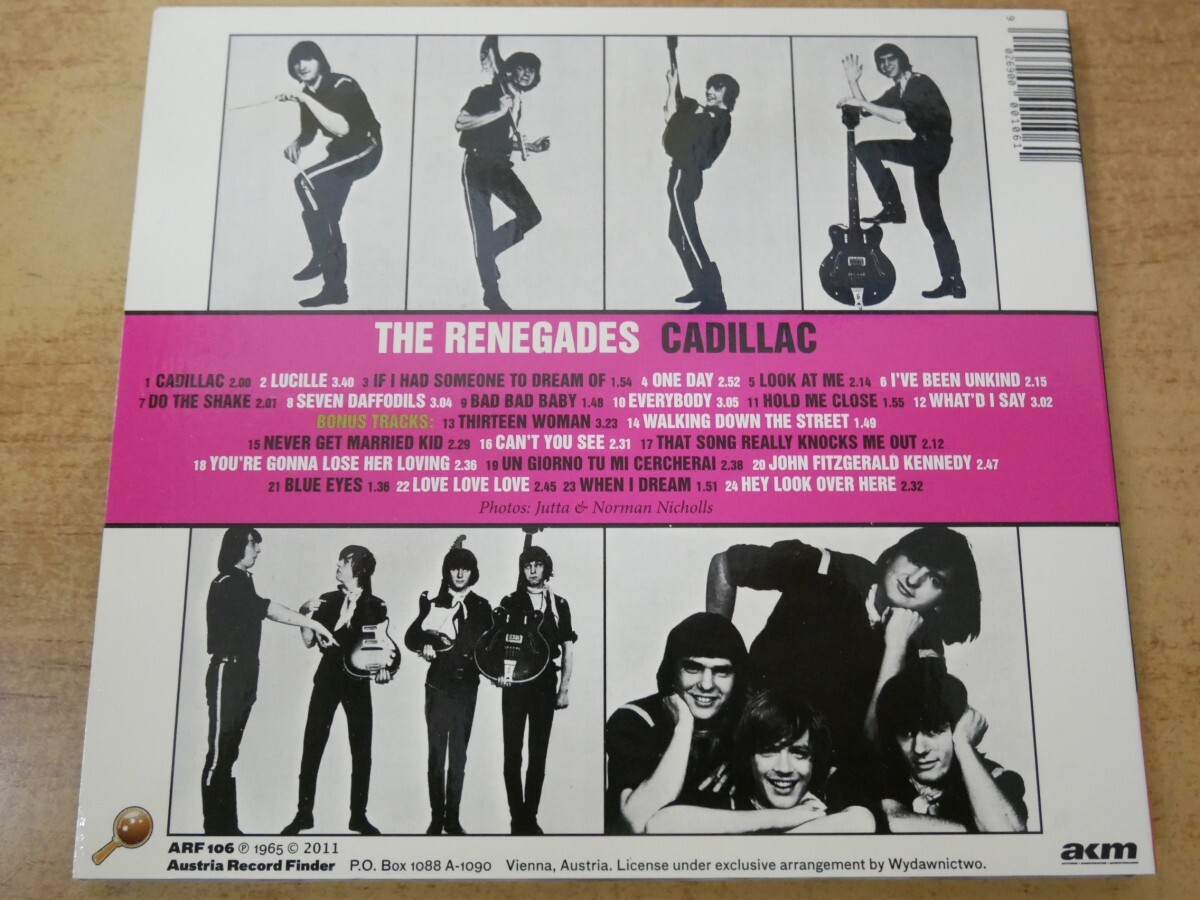 9 026900 001061
THE RENEGADES CADILLAC
1 CADILLAC 2.00 2 LUCILLE 3.40 3 IF I HAD SOMEONE TO DREAM OF 1.54 4 ONE DAY 2.52 5 LOOK AT ME 2.14 6 I'VE BEEN UNKIND 2.15
7 DO THE SHAKE 2.01 8 SEVEN DAFFODILS 3.04 9 BAD BAD BABY 1.48 10 EVERYBODY 3.05 11 HOLD ME CLOSE 1.55 12 WHAT'D I SAY 3.02
BONUS TRACKS: 13 THIRTEEN WOMAN 3.23 14 WALKING DOWN THE STREET 1.49
15 NEVER GET MARRIED KID 2.29 16 CAN'T YOU SEE 2.31 17 THAT SONG REALLY KNOCKS ME OUT 2.12
18 YOU'RE GONNA LOSE HER LOVING 2.36 19 UN GIORNO TU MI CERCHERAI 2.38 20 JOHN FITZGERALD KENNEDY 2.47
21 BLUE EYES 1.36 22 LOVE LOVE LOVE 2.45 23 WHEN I DREAM 1.51 24 HEY LOOK OVER HERE 2.32
Photos: Jutta & Norman Nicholls
ARF 106 ℗ 1965 © 2011
Austria Record Finder P.O. Box 1088 A-1090 Vienna, Austria. License under exclusive arrangement by Wydawnictwo.
akm